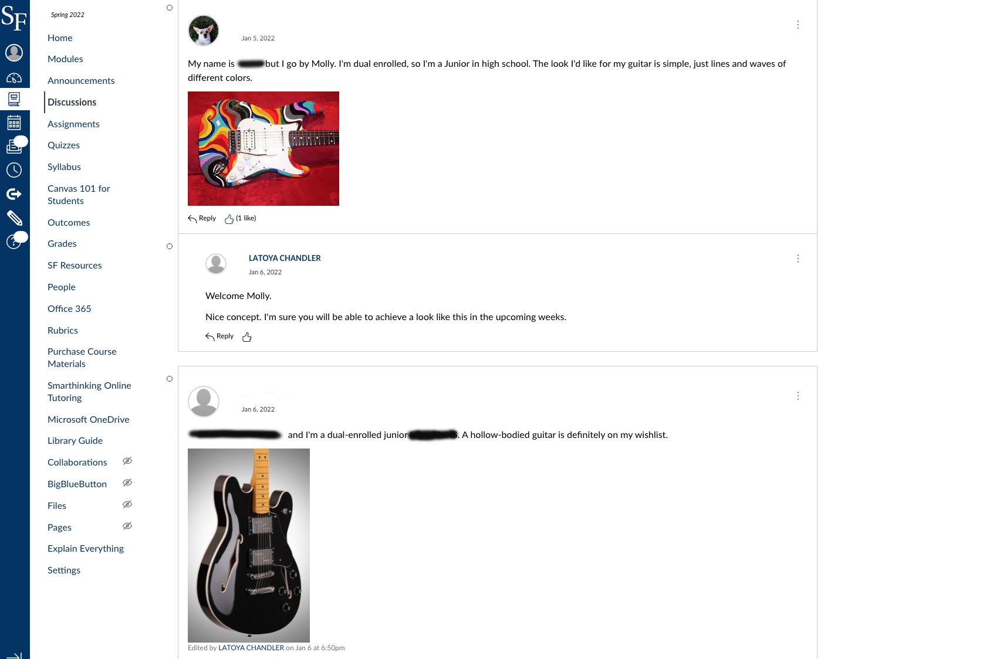 SF
Spring 2022
Home
Modules
Announcements
Discussions
Assignments
Quizzes
Syllabus
Canvas 101 for
Students
Outcomes
Grades
SF Resources
People
Office 365
Rubrics
Purchase Course
Materials
Smarthinking Online
Tutoring
Microsoft OneDrive
Library Guide
Collaborations
BigBlueButton
Files
Pages
Explain Everything
Settings
Jan 5, 2022
My name is but I go by Molly. I'm dual enrolled, so I'm a Junior in high school. The look I'd like for my guitar is simple, just lines and waves of
different colors.
Reply (1 like)
LATOYA CHANDLER
Jan 6, 2022
Welcome Molly.
Nice concept. I'm sure you will be able to achieve a look like this in the upcoming weeks.
Reply
Jan 6, 2022
and I'm a dual-enrolled junior . A hollow-bodied guitar is definitely on my wishlist.
Edited by LATOYA CHANDLER on Jan 6 at 6:50pm